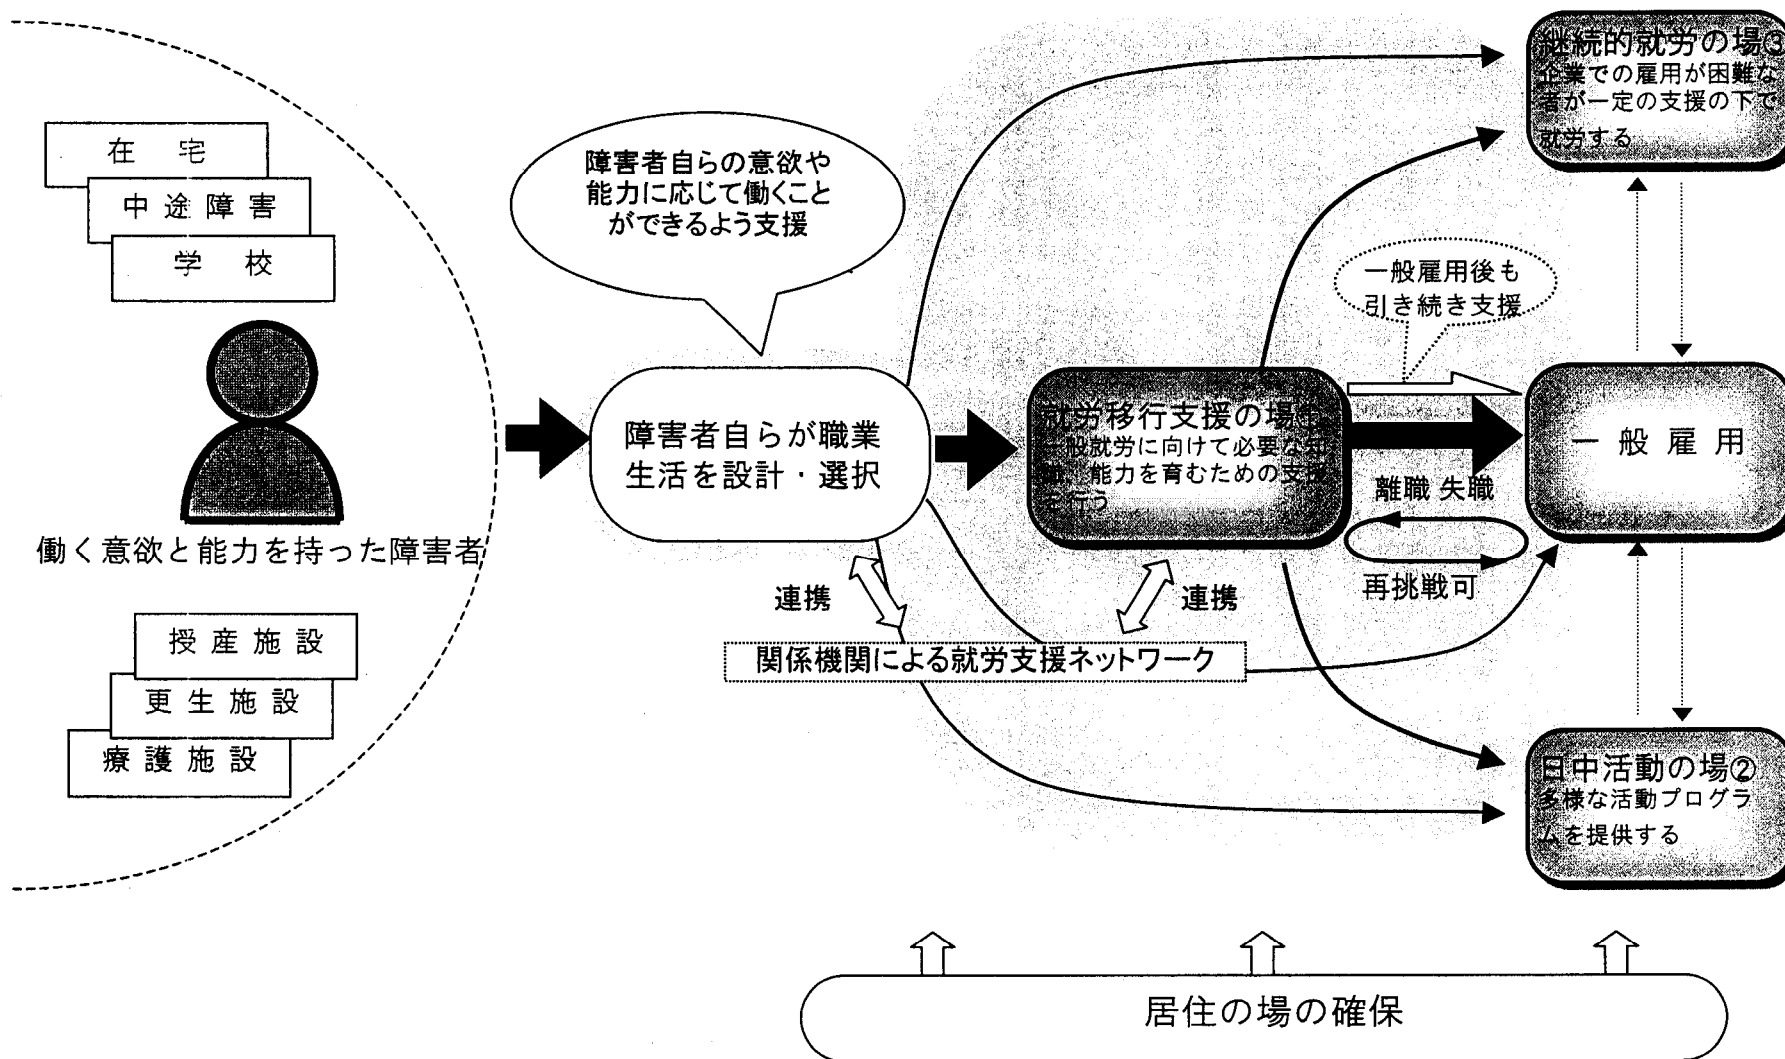 在宅
中途障害
学校
働く意欲と能力を持った障害者
授産施設
更生施設
療護施設
障害者自らの意欲や
能力に応じて働くこと
ができるよう支援
障害者自らが職業
生活を設計・選択
連携
連携
関係機関による就労支援ネットワーク
就労移行支援の場
一般就労に向けて必要な知
識、能力を育むための支援
を行う
一般雇用後も
引き続き支援
離職 失職
再挑戦可
継続的就労の場③
企業での雇用が困難な
者が一定の支援の下で
就労する
一般雇用
日中活動の場②
多様な活動プログラ
ムを提供する
居住の場の確保